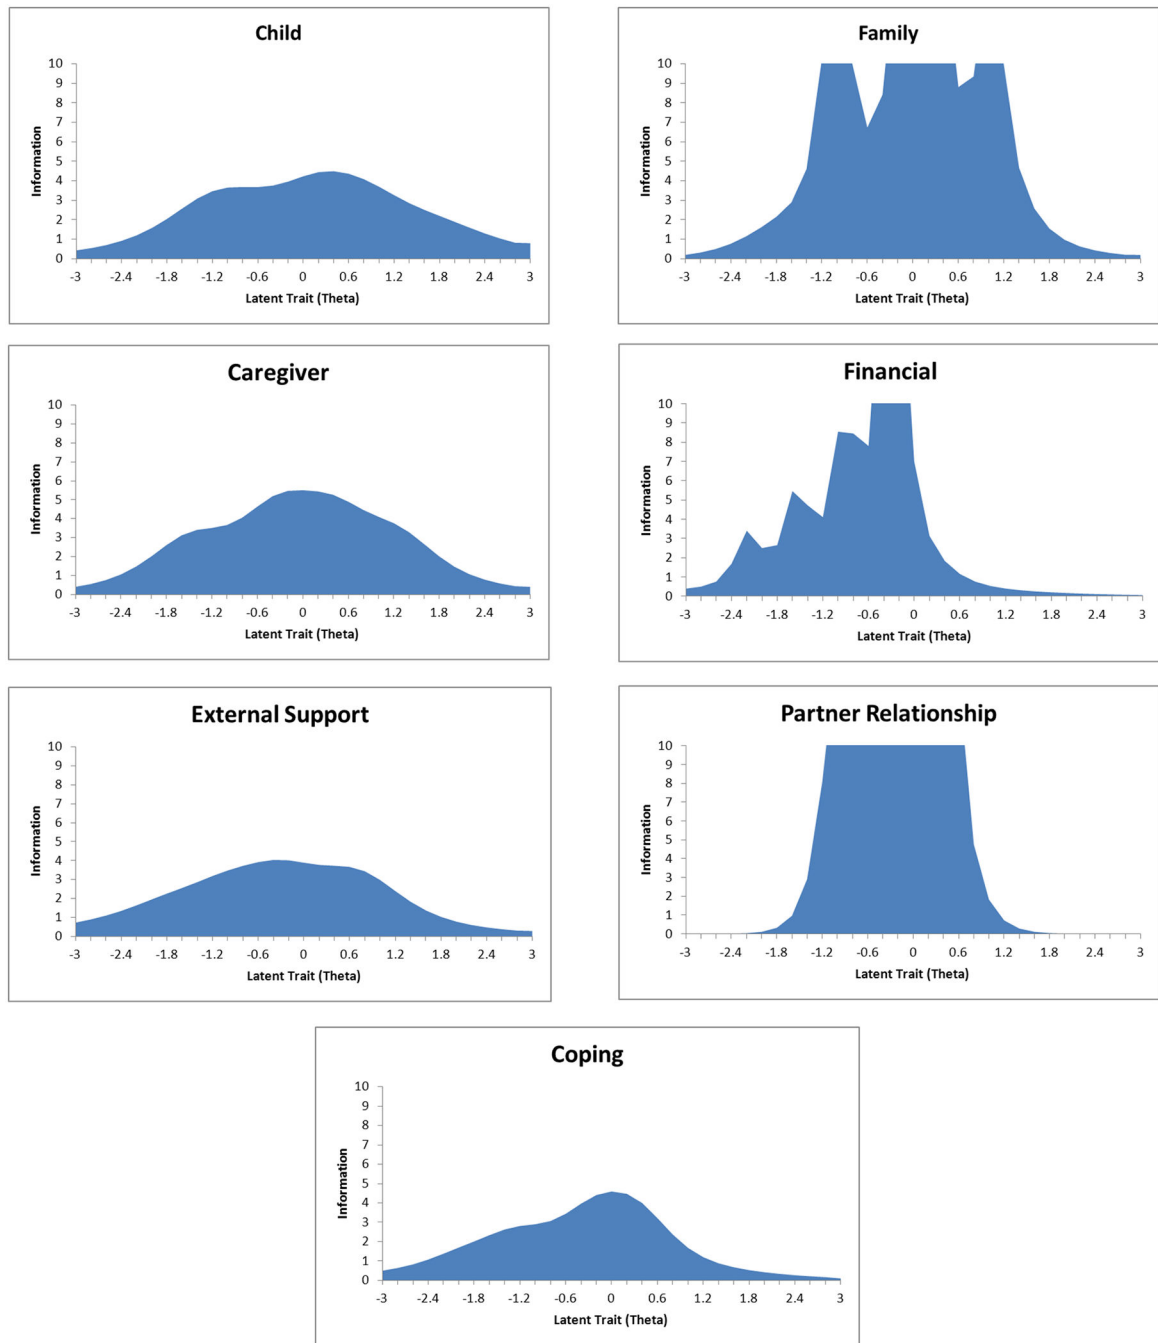 Child
10
9
8
7
6
5
4
3
2
1
0
Information
-3 -2.4 -1.8 -1.2 -0.6 0 0.6 1.2 1.8 2.4 3
Latent Trait (Theta)
Family
10
9
8
7
6
5
4
3
2
1
0
Information
-3 -2.4 -1.8 -1.2 -0.6 0 0.6 1.2 1.8 2.4 3
Latent Trait (Theta)
Caregiver
10
9
8
7
6
5
4
3
2
1
0
Information
-3 -2.4 -1.8 -1.2 -0.6 0 0.6 1.2 1.8 2.4 3
Latent Trait (Theta)
Financial
10
9
8
7
6
5
4
3
2
1
0
Information
-3 -2.4 -1.8 -1.2 -0.6 0 0.6 1.2 1.8 2.4 3
Latent Trait (Theta)
External Support
10
9
8
7
6
5
4
3
2
1
0
Information
-3 -2.4 -1.8 -1.2 -0.6 0 0.6 1.2 1.8 2.4 3
Latent Trait (Theta)
Partner Relationship
10
9
8
7
6
5
4
3
2
1
0
Information
-3 -2.4 -1.8 -1.2 -0.6 0 0.6 1.2 1.8 2.4 3
Latent Trait (Theta)
Coping
10
9
8
7
6
5
4
3
2
1
0
Information
-3 -2.4 -1.8 -1.2 -0.6 0 0.6 1.2 1.8 2.4 3
Latent Trait (Theta)